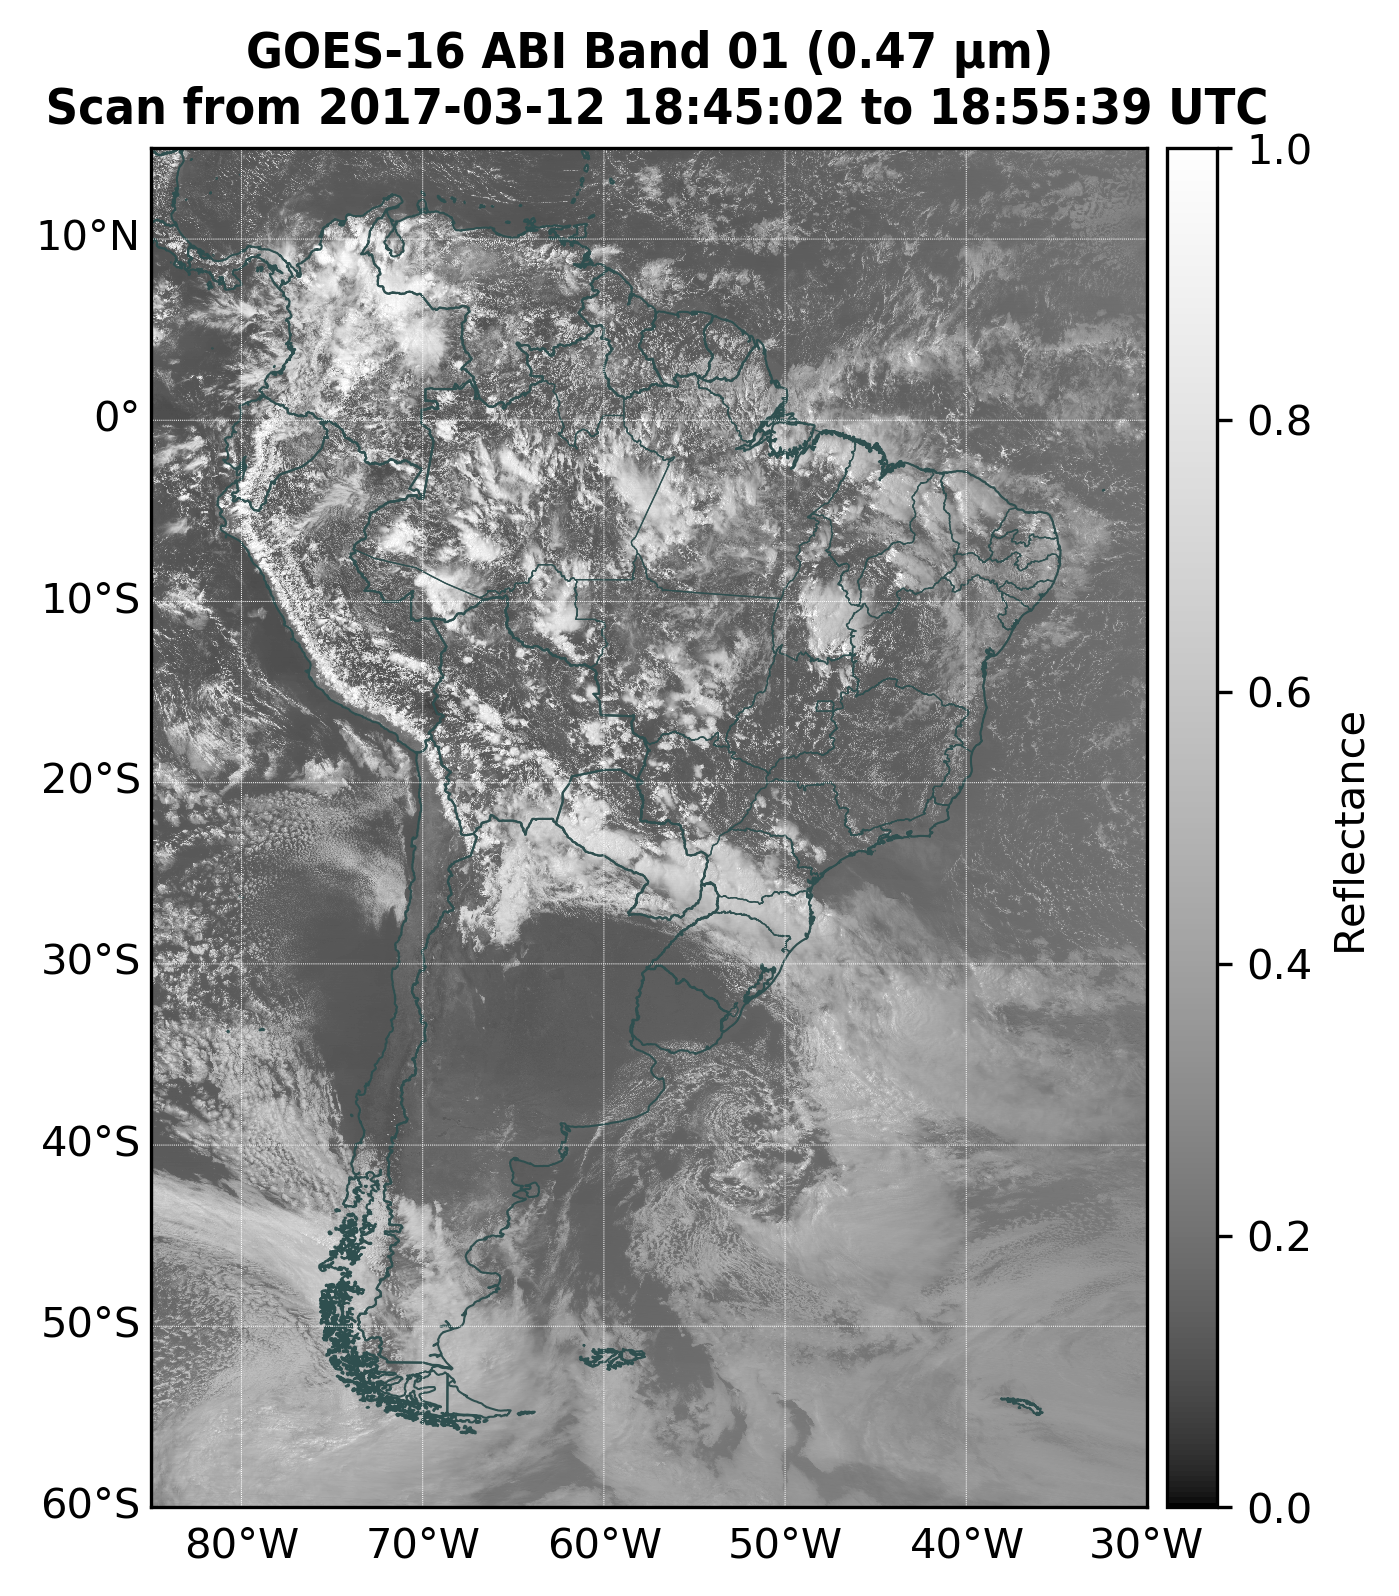 GOES-16 ABI Band 01 (0.47 µm)
Scan from 2017-03-12 18:45:02 to 18:55:39 UTC
10°N
0°
10°S
20°S
30°S
40°S
50°S
60°S
80°W
70°W
60°W
50°W
40°W
30°W
1.0
0.8
0.6
0.4
0.2
0.0
Reflectance